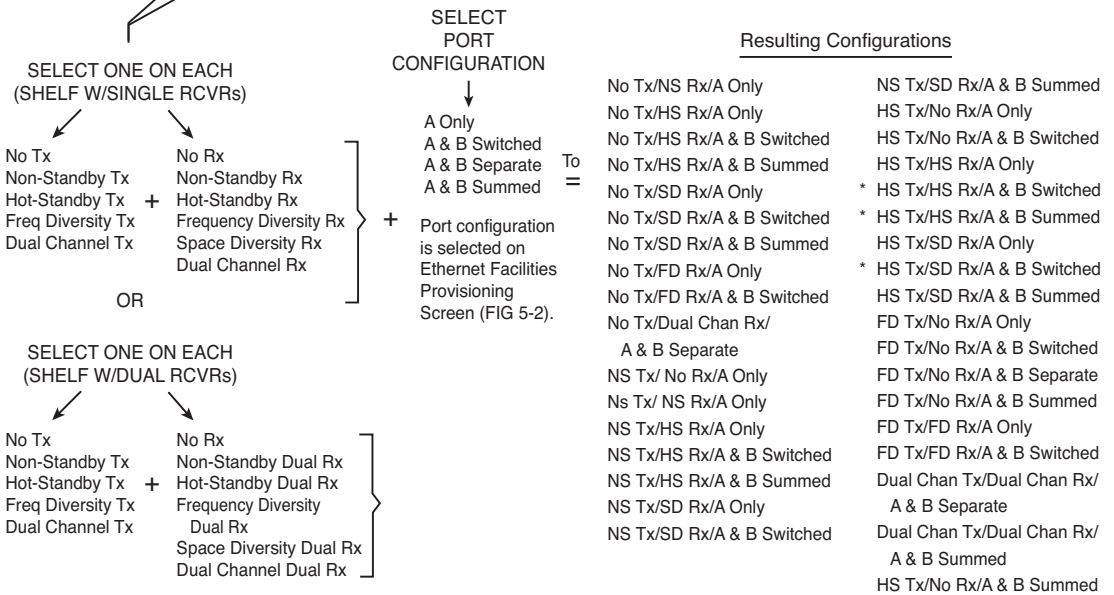 SELECT ONE ON EACH
(SHELF W/SINGLE RCVRs)
No Tx
Non-Standby Tx
Hot-Standby Tx
Freq Diversity Tx
Dual Channel Tx
+
No Rx
Non-Standby Rx
Hot-Standby Rx
Frequency Diversity Rx
Space Diversity Rx
Dual Channel Rx
OR
SELECT ONE ON EACH
(SHELF W/DUAL RCVRs)
No Tx
Non-Standby Tx
Hot-Standby Tx
Freq Diversity Tx
Dual Channel Tx
+
No Rx
Non-Standby Dual Rx
Hot-Standby Dual Rx
Frequency Diversity
Dual Rx
Space Diversity Dual Rx
Dual Channel Dual Rx
+
SELECT
PORT
CONFIGURATION
A Only
A & B Switched
A & B Separate
A & B Summed
Port configuration
is selected on
Ethernet Facilities
Provisioning
Screen (FIG 5-2).
To
=
Resulting Configurations
No Tx/NS Rx/A Only
No Tx/HS Rx/A Only
No Tx/HS Rx/A & B Switched
No Tx/HS Rx/A & B Summed
No Tx/SD Rx/A Only
No Tx/SD Rx/A & B Switched
No Tx/SD Rx/A & B Summed
No Tx/FD Rx/A Only
No Tx/FD Rx/A & B Switched
No Tx/Dual Chan Rx/
A & B Separate
NS Tx/ No Rx/A Only
Ns Tx/ NS Rx/A Only
NS Tx/HS Rx/A Only
NS Tx/HS Rx/A & B Switched
NS Tx/HS Rx/A & B Summed
NS Tx/SD Rx/A Only
NS Tx/SD Rx/A & B Switched
NS Tx/SD Rx/A & B Summed
HS Tx/No Rx/A Only
HS Tx/No Rx/A & B Switched
HS Tx/HS Rx/A Only
* HS Tx/HS Rx/A & B Switched
* HS Tx/HS Rx/A & B Summed
HS Tx/SD Rx/A Only
* HS Tx/SD Rx/A & B Switched
HS Tx/SD Rx/A & B Summed
FD Tx/No Rx/A Only
FD Tx/No Rx/A & B Switched
FD Tx/No Rx/A & B Separate
FD Tx/No Rx/A & B Summed
FD Tx/FD Rx/A Only
FD Tx/FD Rx/A & B Switched
Dual Chan Tx/Dual Chan Rx/
A & B Separate
Dual Chan Tx/Dual Chan Rx/
A & B Summed
HS Tx/No Rx/A & B Summed